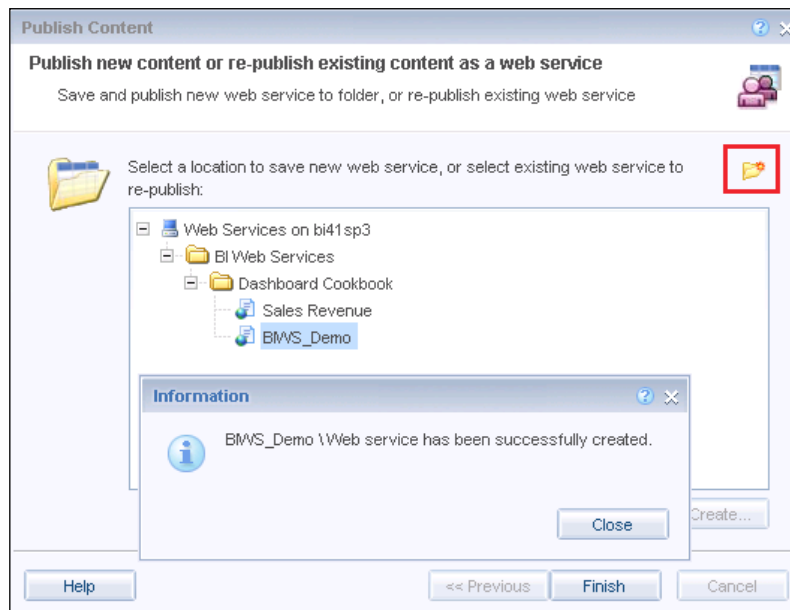 Publish Content
Publish new content or re-publish existing content as a web service
Save and publish new web service to folder, or re-publish existing web service
Select a location to save new web service, or select existing web service to
re-publish:
Web Services on bi41sp3
BI Web Services
Dashboard Cookbook
Sales Revenue
BIWS_Demo
Information
BIWS_Demo \Web service has been successfully created.
Close
Create...
Help
<< Previous
Finish
Cancel